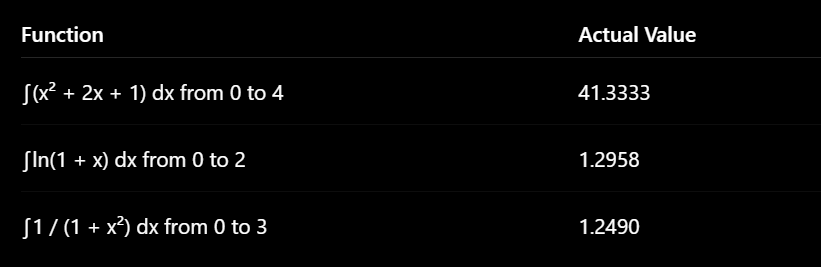 Function Actual Value
∫(x² + 2x + 1) dx from 0 to 4 41.3333
∫ln(1 + x) dx from 0 to 2 1.2958
∫1 / (1 + x²) dx from 0 to 3 1.2490